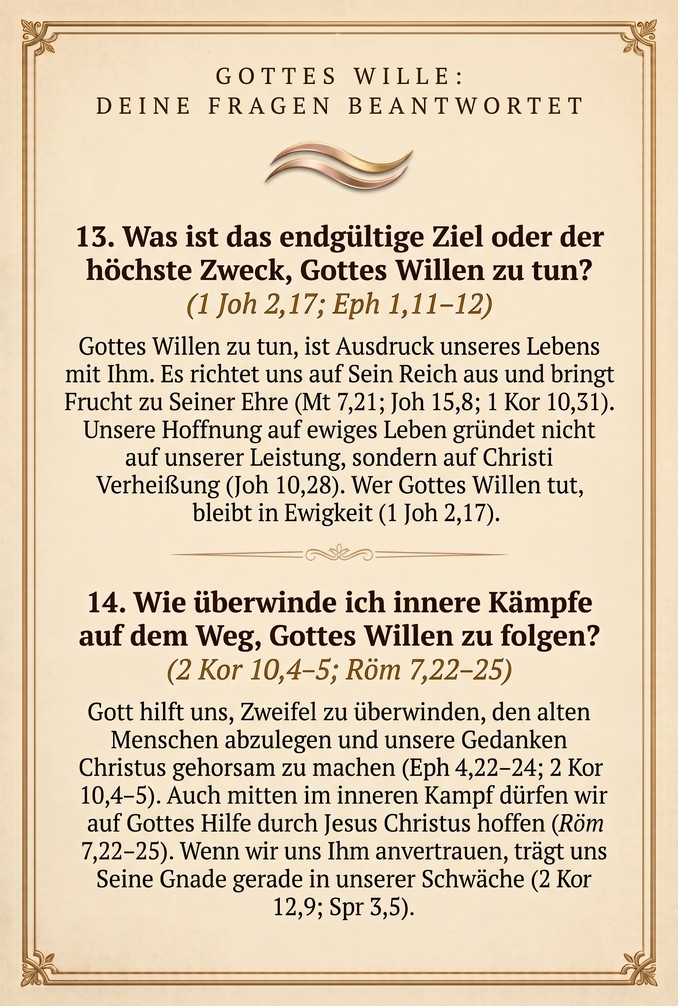 GOTTES WILLE:
DEINE FRAGEN BEANTWORTET
13. Was ist das endgültige Ziel oder der
höchste Zweck, Gottes Willen zu tun?
(1 Joh 2,17; Eph 1,11–12)
Gottes Willen zu tun, ist Ausdruck unseres Lebens
mit Ihm. Es richtet uns auf Sein Reich aus und bringt
Frucht zu Seiner Ehre (Mt 7,21; Joh 15,8; 1 Kor 10,31).
Unsere Hoffnung auf ewiges Leben gründet nicht
auf unserer Leistung, sondern auf Christi
Verheißung (Joh 10,28). Wer Gottes Willen tut,
bleibt in Ewigkeit (1 Joh 2,17).
14. Wie überwinde ich innere Kämpfe
auf dem Weg, Gottes Willen zu folgen?
(2 Kor 10,4–5; Röm 7,22–25)
Gott hilft uns, Zweifel zu überwinden, den alten
Menschen abzulegen und unsere Gedanken
Christus gehorsam zu machen (Eph 4,22–24; 2 Kor
10,4–5). Auch mitten im inneren Kampf dürfen wir
auf Gottes Hilfe durch Jesus Christus hoffen (Röm
7,22–25). Wenn wir uns Ihm anvertrauen, trägt uns
Seine Gnade gerade in unserer Schwäche (2 Kor
12,9; Spr 3,5).